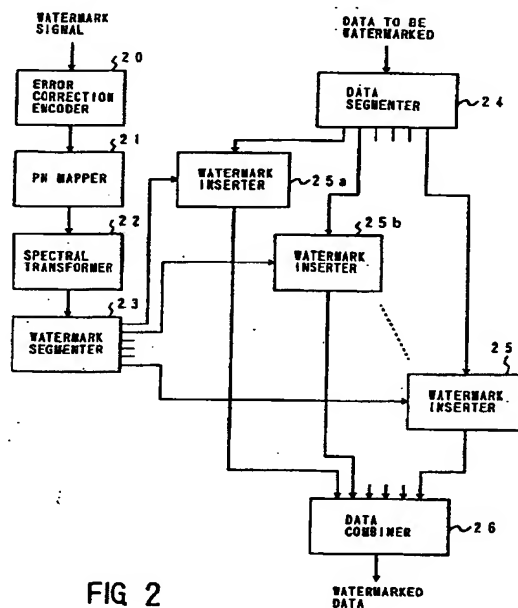 WATERMARK
SIGNAL
20
ERROR
CORRECTION
ENCODER
21
PN MAPPER
22
SPECTRAL
TRANSFORMER
23
WATERMARK
SEGMENTER
DATA TO BE
WATERMARKED
DATA
SEGMENTER
24
WATERMARK
INSERTER
25a
25b
WATERMARK
INSERTER
25
WATERMARK
INSERTER
DATA
COMBINER
26
WATERMARKED
DATA
FIG 2